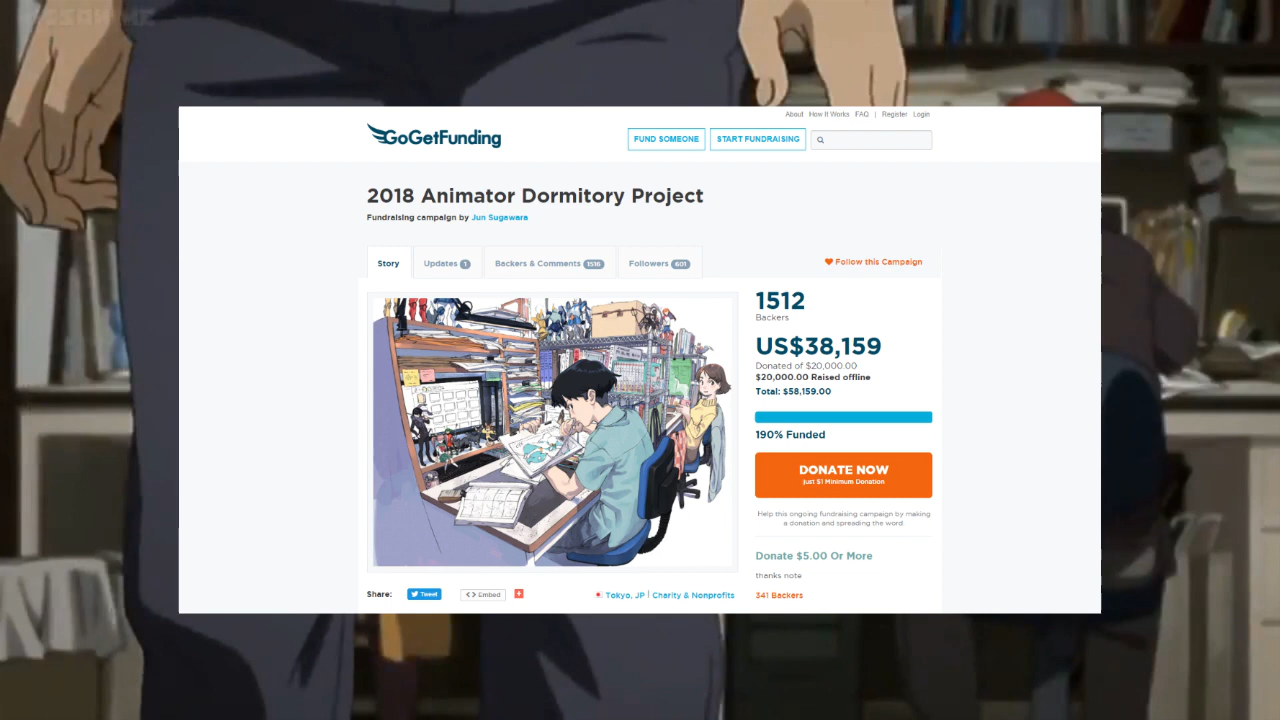 About How It Works FAQ | Register Login
GoGetFunding
FUND SOMEONE
START FUNDRAISING
2018 Animator Dormitory Project
Fundraising campaign by Jun Sugawara
Story
Updates 1
Backers & Comments 1516
Followers 601
Follow this Campaign
1512
Backers
US$38,159
Donated of $20,000.00
$20,000.00 Raised offline
Total: $58,159.00
190% Funded
DONATE NOW
Just $1 Minimum Donation
Help this ongoing fundraising campaign by making
a donation and spreading the word.
Donate $5.00 Or More
thanks note
341 Backers
Share:
Tweet
Embed
Tokyo, JP | Charity & Nonprofits